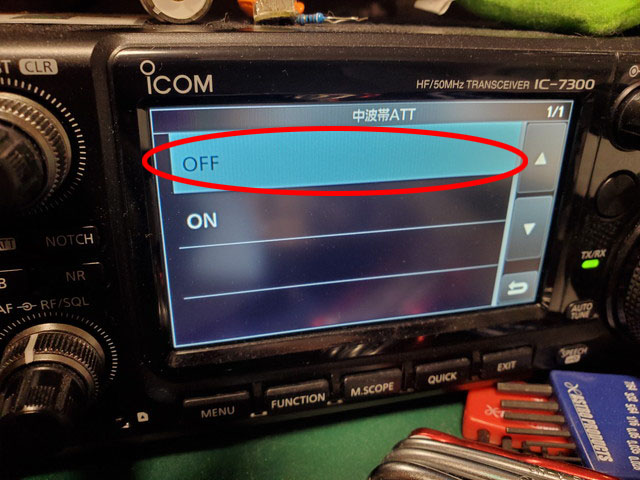 CLR
ICOM
HF/50MHz TRANSCEIVER IC-7300
中波帯ATT
1/1
OFF
ON
NOTCH
NR
AF RF/SQL
TX/RX
AUTO
SPEECH
MENU
FUNCTION
M.SCOPE
QUICK
EXIT